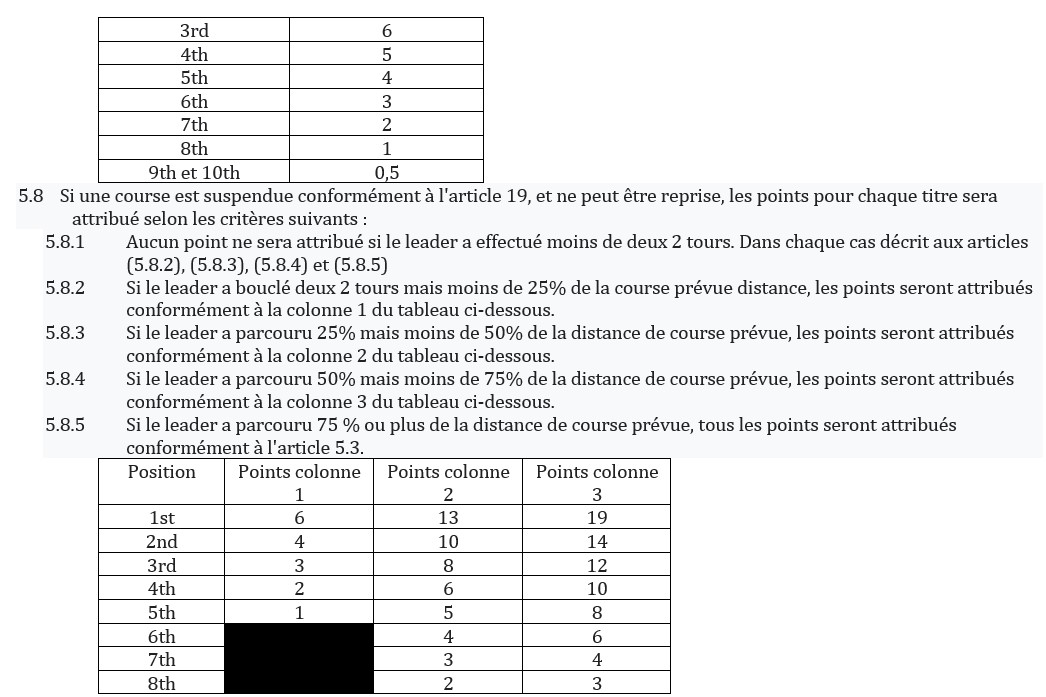 3rd 6
4th 5
5th 4
6th 3
7th 2
8th 1
9th et 10th 0,5
5.8 Si une course est suspendue conformément à l'article 19, et ne peut être reprise, les points pour chaque titre sera
attribué selon les critères suivants :
5.8.1 Aucun point ne sera attribué si le leader a effectué moins de deux 2 tours. Dans chaque cas décrit aux articles
(5.8.2), (5.8.3), (5.8.4) et (5.8.5)
5.8.2 Si le leader a bouclé deux 2 tours mais moins de 25% de la course prévue distance, les points seront attribués
conformément à la colonne 1 du tableau ci-dessous.
5.8.3 Si le leader a parcouru 25% mais moins de 50% de la distance de course prévue, les points seront attribués
conformément à la colonne 2 du tableau ci-dessous.
5.8.4 Si le leader a parcouru 50% mais moins de 75% de la distance de course prévue, les points seront attribués
conformément à la colonne 3 du tableau ci-dessous.
5.8.5 Si le leader a parcouru 75 % ou plus de la distance de course prévue, tous les points seront attribués
conformément à l'article 5.3.
Position Points colonne Points colonne Points colonne
1 2 3
1st 6 13 19
2nd 4 10 14
3rd 3 8 12
4th 2 6 10
5th 1 5 8
6th 4 6
7th 3 4
8th 2 3